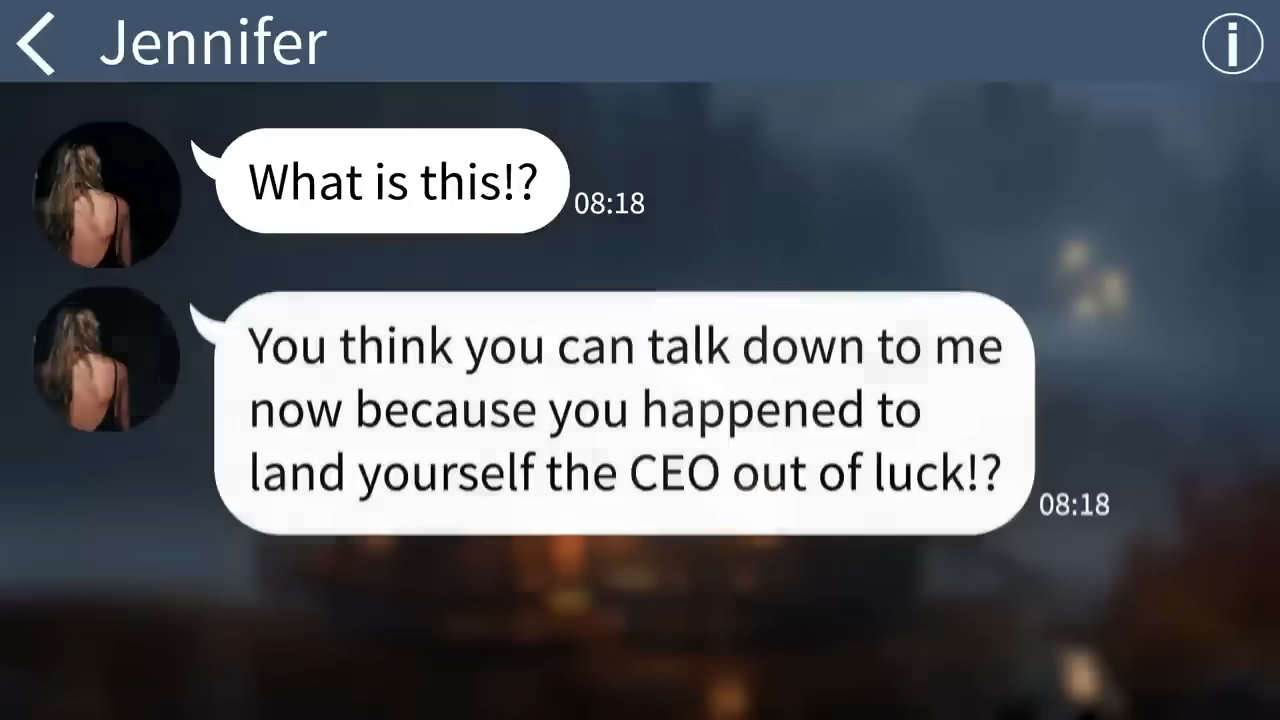 Jennifer
i
What is this!?
08:18
You think you can talk down to me
now because you happened to
land yourself the CEO out of luck!?
08:18